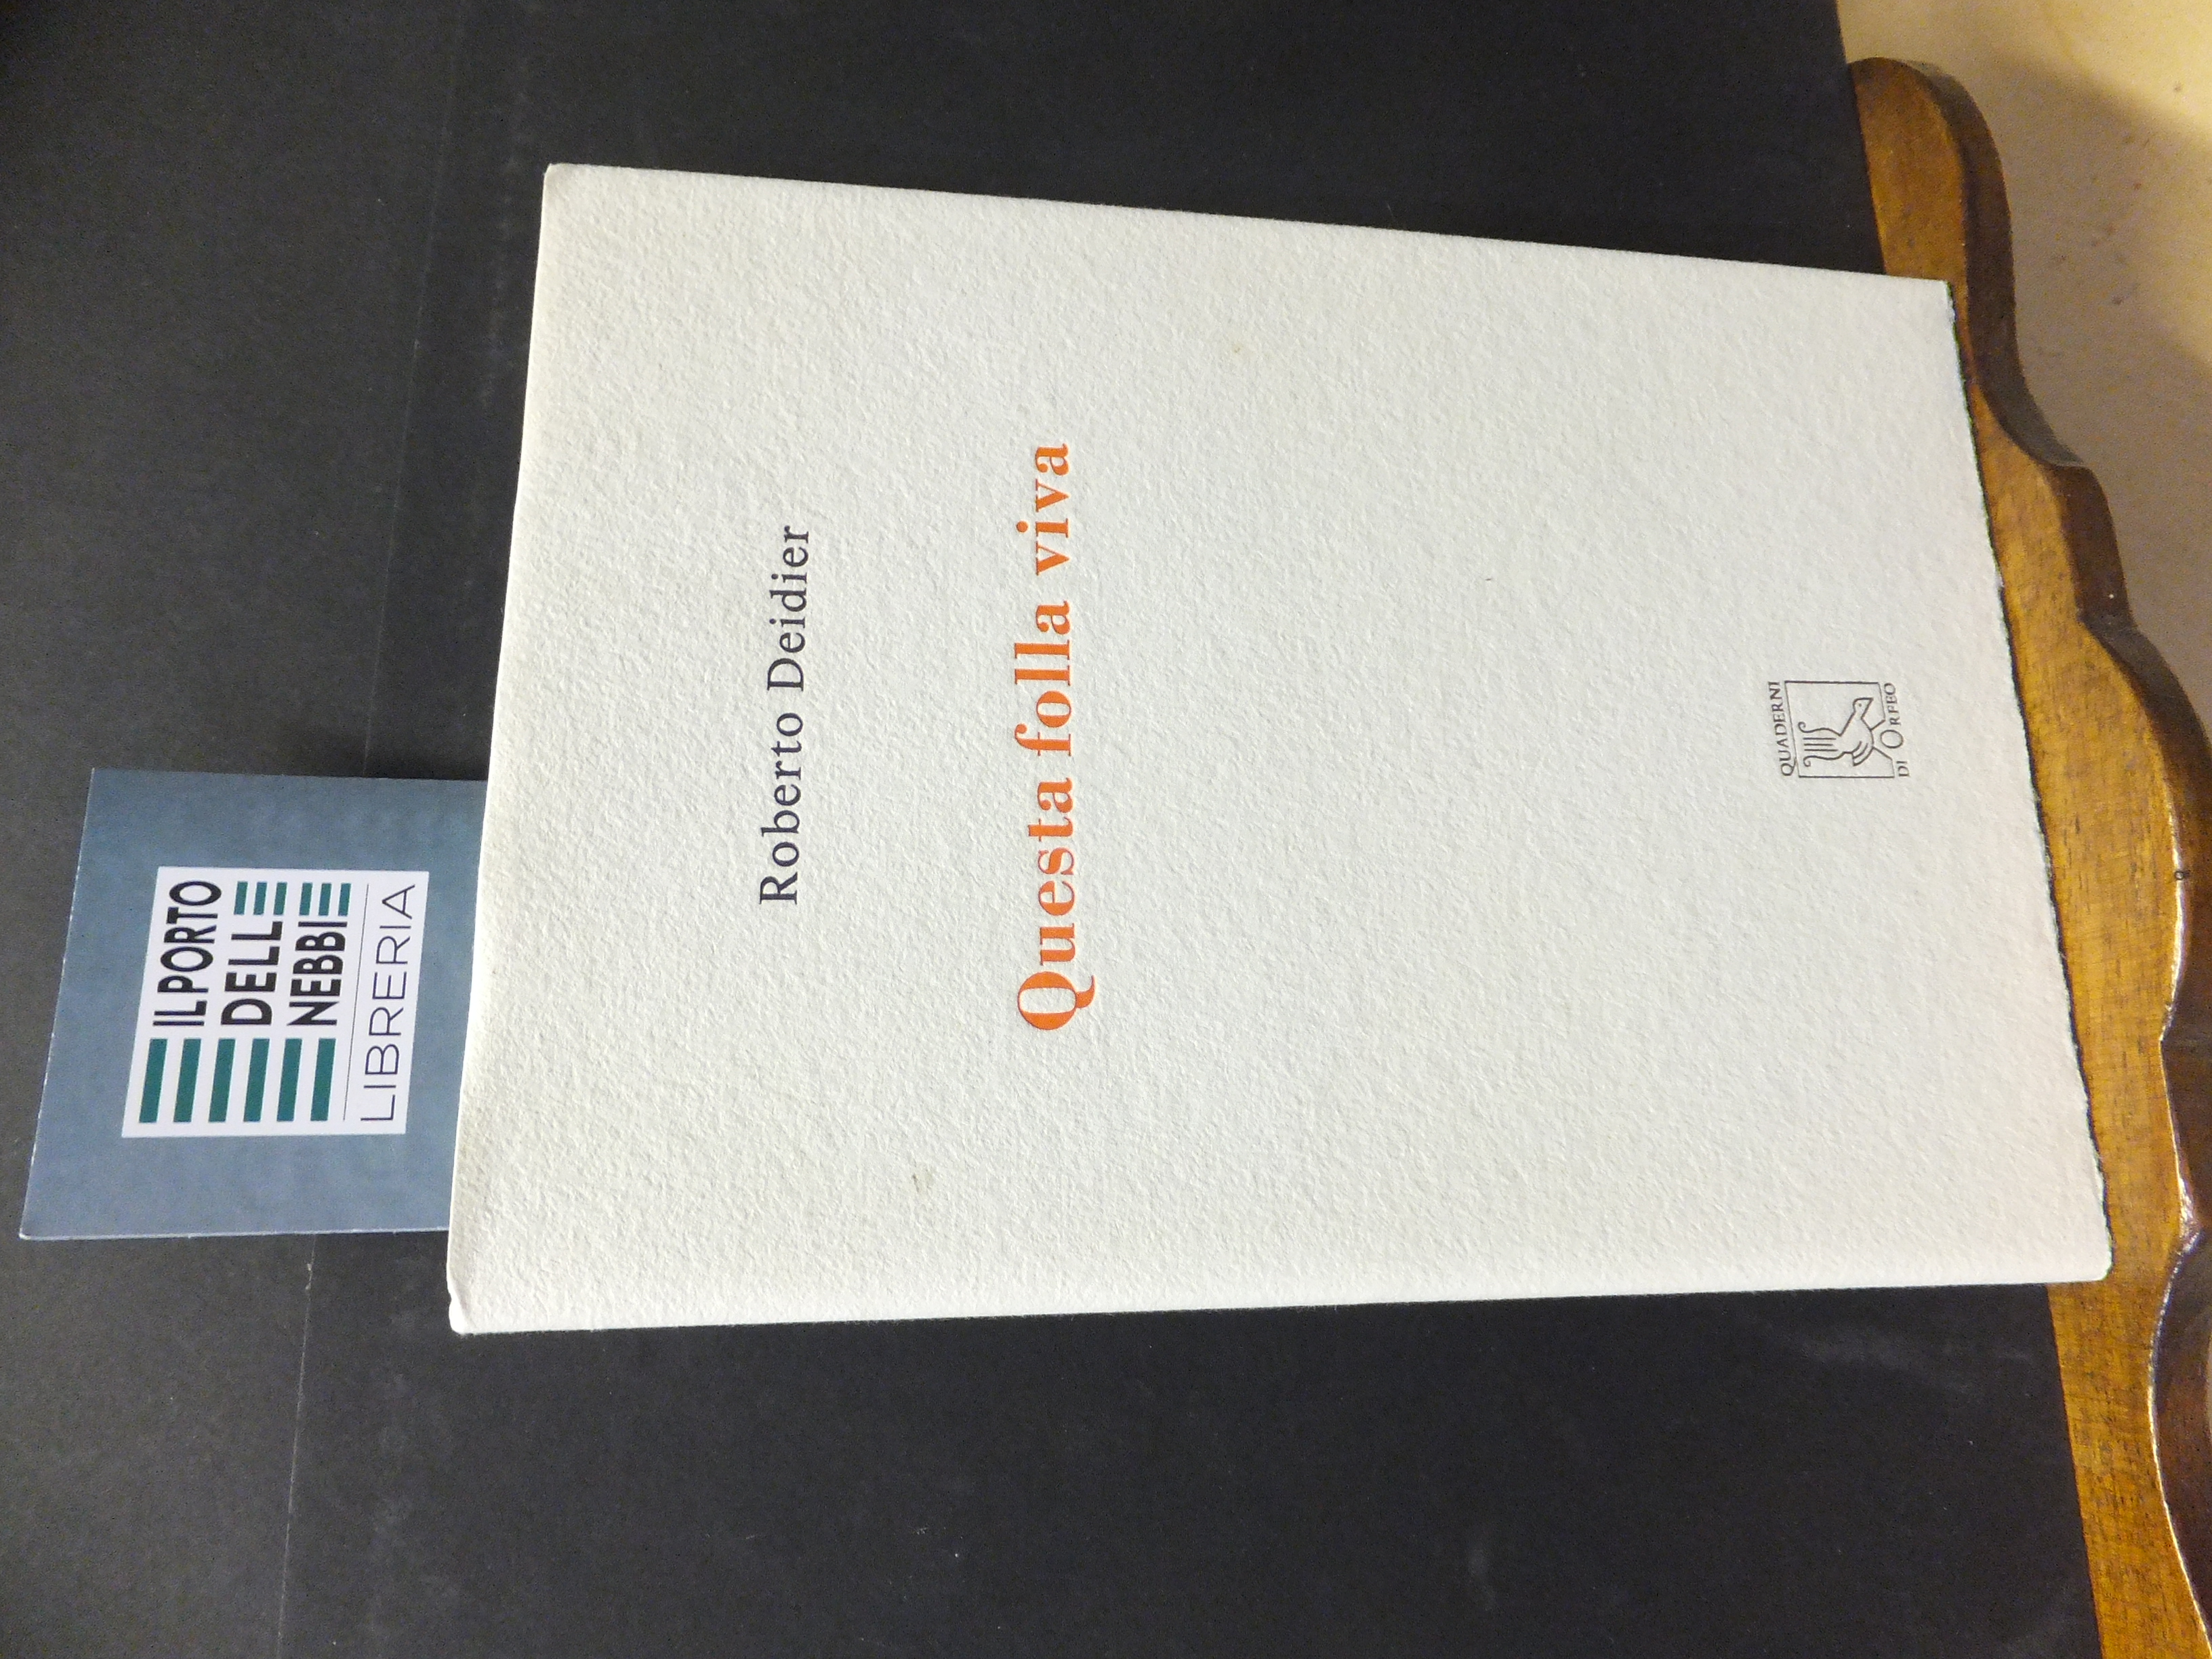 IL PORTO
DELLE
NEBBIE
LIBRERIA
Roberto Deidier
Questa folla viva
QUADERNI
DI ORFEO